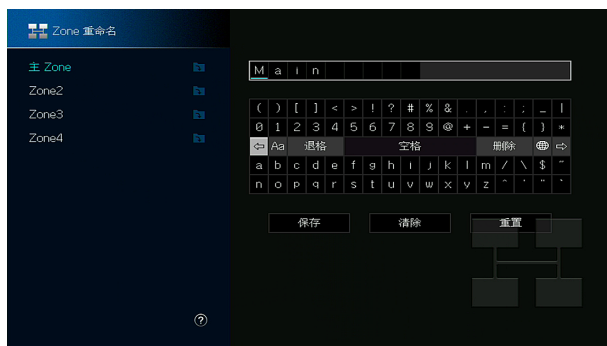 Zone 重命名
主 Zone
Zone2
Zone3
Zone4
Main
( ) [ ] < > ! ? # % & . , : ; _ |
0 1 2 3 4 5 6 7 8 9 @ + - = { } *
⇦ Aa 退格 空格 删除 ⇨
a b c d e f g h i j k l m / \ $ ~
n o p q r s t u v w x y z ^ ' " `
保存 清除 重置
?